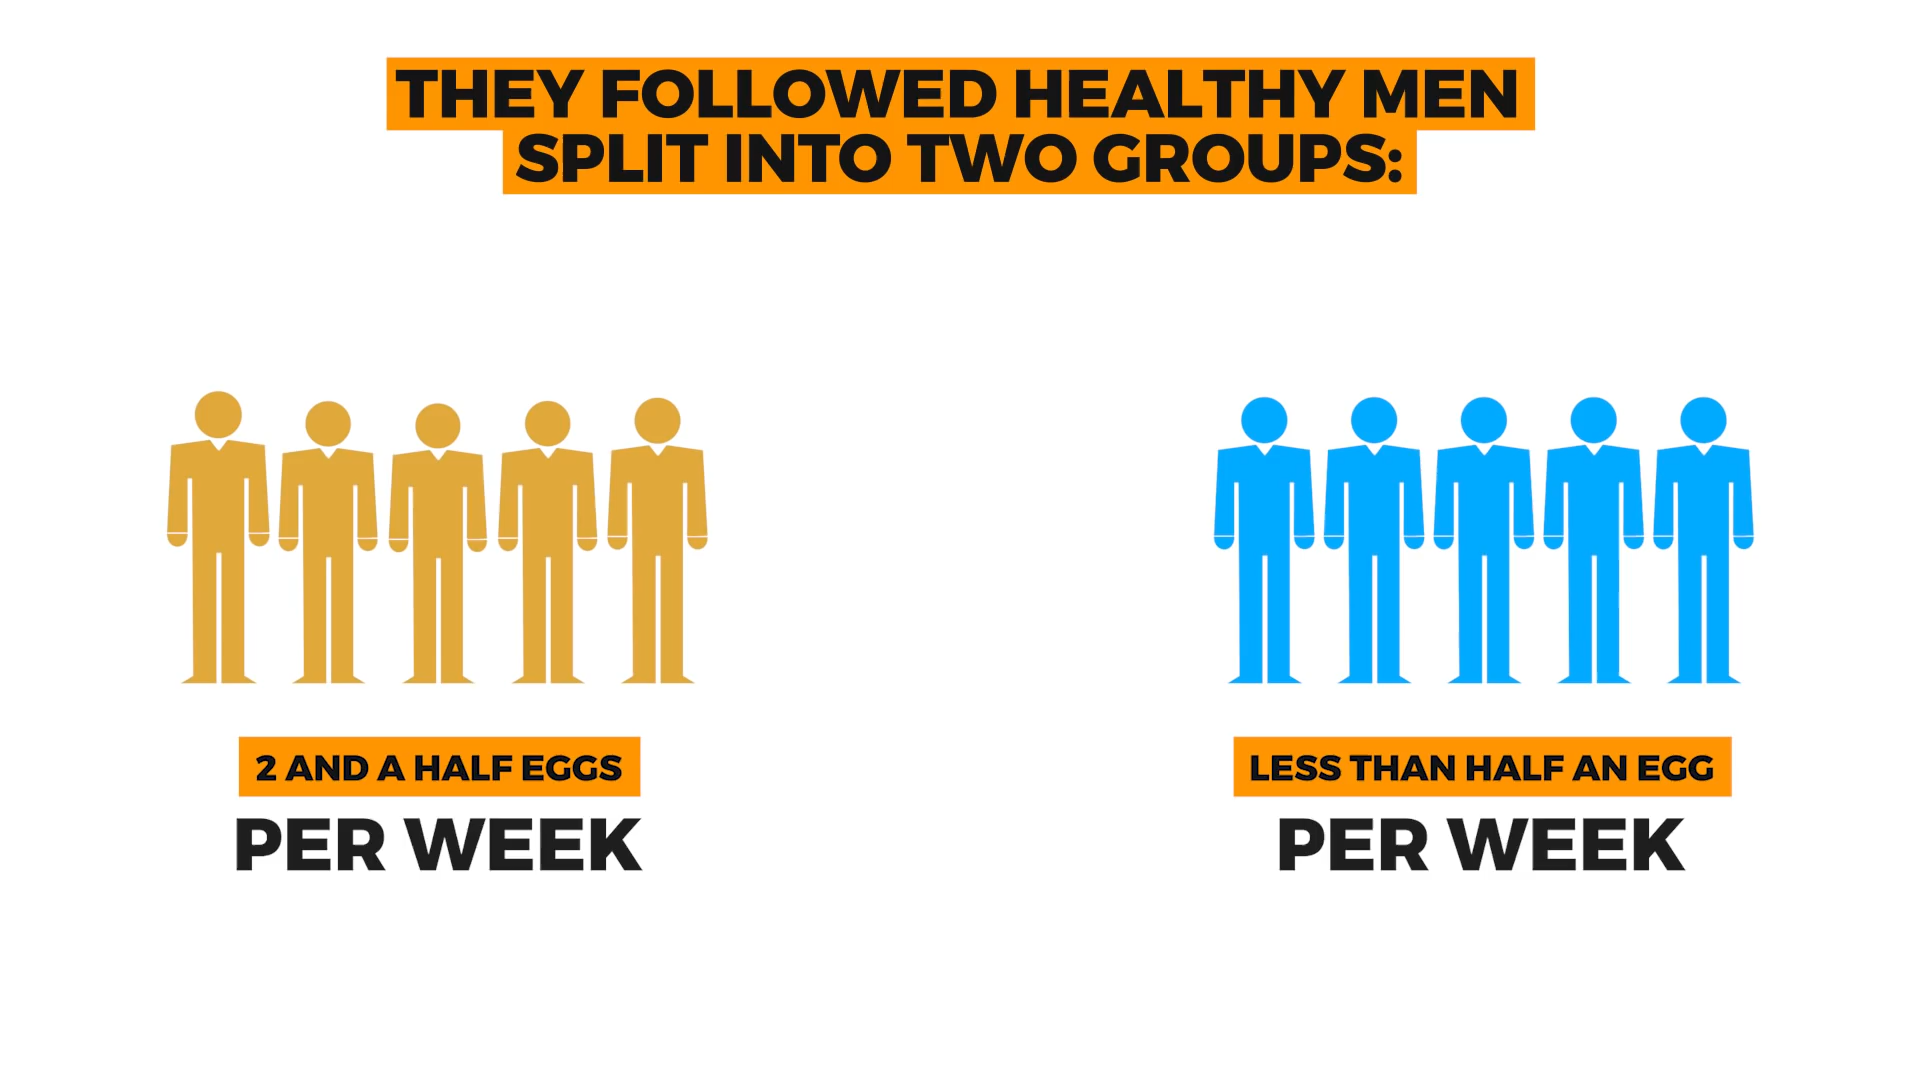 THEY FOLLOWED HEALTHY MEN
SPLIT INTO TWO GROUPS:
2 AND A HALF EGGS
PER WEEK
LESS THAN HALF AN EGG
PER WEEK